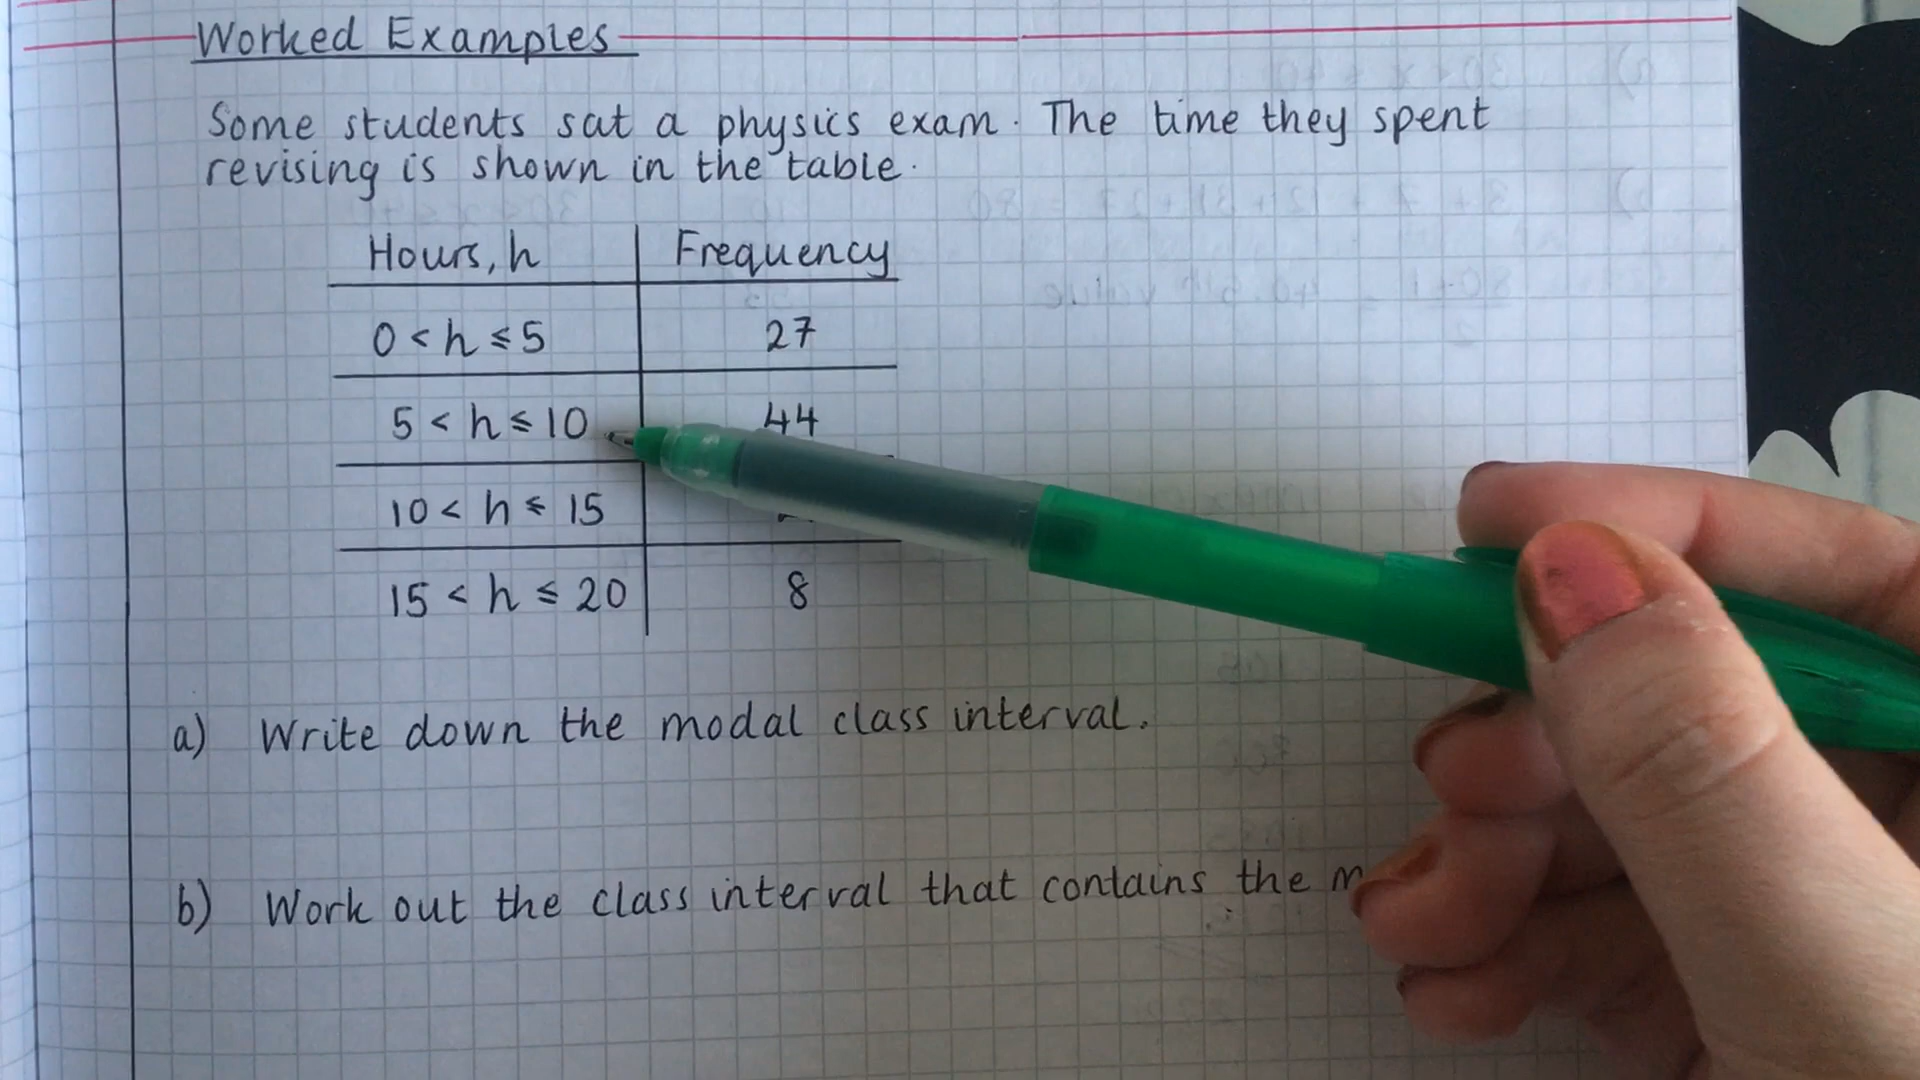 Worked Examples
Some students sat a physics exam. The time they spent
revising is shown in the table.
Hours, h Frequency
0 < h ≤ 5 27
5 < h ≤ 10 44
10 < h ≤ 15
15 < h ≤ 20 8
a) Write down the modal class interval.
b) Work out the class interval that contains the